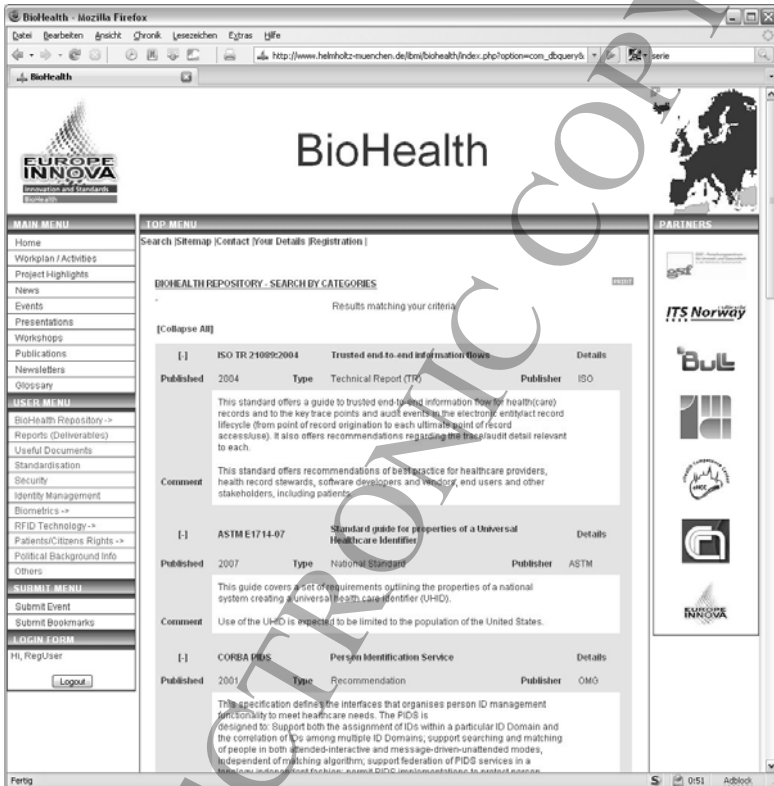 BioHealth - Mozilla Firefox
Datei Bearbeiten Ansicht Chronik Lesezeichen Extras Hilfe
http://www.helmholtz-muenchen.de/ibmi/biohealth/index.php?option=com_dbquery&
serie
BioHealth
EUROPE
INNOVA
Innovation and Standards
BioHealth
BioHealth
MAIN MENU
Home
Workplan / Activities
Project Highlights
News
Events
Presentations
Workshops
Publications
Newsletters
Glossary
USER MENU
BioHealth Repository ->
Reports (Deliverables)
Useful Documents
Standardisation
Security
Identity Management
Biometrics ->
RFID Technology ->
Patients/Citizens Rights ->
Political Background Info
Others
SUBMIT MENU
Submit Event
Submit Bookmarks
LOGIN FORM
Hi, RegUser
Logout
TOP MENU
Search |Sitemap |Contact |Your Details |Registration |
BIOHEALTH REPOSITORY - SEARCH BY CATEGORIES
PRINT
Results matching your criteria
[Collapse All]
[-] ISO TR 21089:2004 Trusted end-to-end information flows Details
Published 2004 Type Technical Report (TR) Publisher ISO
This standard offers a guide to trusted end-to-end information flow for health(care)
records and to the key trace points and audit events in the electronic entity/act record
lifecycle (from point of record origination to each ultimate point of record
access/use). It also offers recommendations regarding the trace/audit detail relevant
to each.
This standard offers recommendations of best practice for healthcare providers,
Comment health record stewards, software developers and vendors, end users and other
stakeholders, including patients.
[-] ASTM E1714-07 Standard guide for properties of a Universal
Healthcare Identifier Details
Published 2007 Type National Standard Publisher ASTM
This guide covers a set of requirements outlining the properties of a national
system creating a universal health care identifier (UHID).
Comment Use of the UHID is expected to be limited to the population of the United States.
[-] CORBA PIDS Person Identification Service Details
Published 2001 Type Recommendation Publisher OMG
This specification defines the interfaces that organises person ID management
functionality to meet healthcare needs. The PIDS is
designed to: Support both the assignment of IDs within a particular ID Domain and
the correlation of IDs among multiple ID Domains; support searching and matching
of people in both attended-interactive and message-driven-unattended modes,
independent of matching algorithm; support federation of PIDS services in a
topology independent fashion; permit PIDS implementations to protect person
PARTNERS
gsf
ITS Norway
Bull
EUROPE
INNOVA
Fertig
0:51 Adblock
CTRONIC COPY